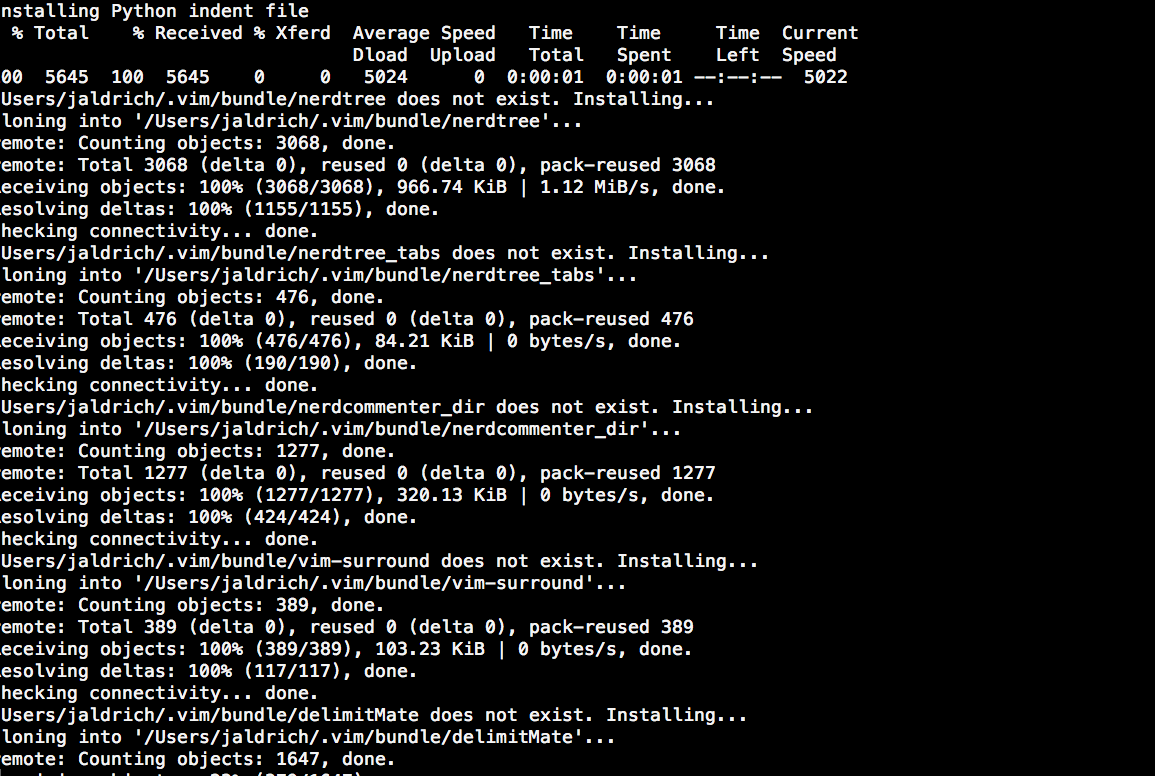 nstalling Python indent file
% Total % Received % Xferd Average Speed Time Time Time Current
Dload Upload Total Spent Left Speed
00 5645 100 5645 0 0 5024 0 0:00:01 0:00:01 --:--:-- 5022
Users/jaldrich/.vim/bundle/nerdtree does not exist. Installing...
loning into '/Users/jaldrich/.vim/bundle/nerdtree'...
emote: Counting objects: 3068, done.
emote: Total 3068 (delta 0), reused 0 (delta 0), pack-reused 3068
eceiving objects: 100% (3068/3068), 966.74 KiB | 1.12 MiB/s, done.
esolving deltas: 100% (1155/1155), done.
hecking connectivity... done.
Users/jaldrich/.vim/bundle/nerdtree_tabs does not exist. Installing...
loning into '/Users/jaldrich/.vim/bundle/nerdtree_tabs'...
emote: Counting objects: 476, done.
emote: Total 476 (delta 0), reused 0 (delta 0), pack-reused 476
eceiving objects: 100% (476/476), 84.21 KiB | 0 bytes/s, done.
esolving deltas: 100% (190/190), done.
hecking connectivity... done.
Users/jaldrich/.vim/bundle/nerdcommenter_dir does not exist. Installing...
loning into '/Users/jaldrich/.vim/bundle/nerdcommenter_dir'...
emote: Counting objects: 1277, done.
emote: Total 1277 (delta 0), reused 0 (delta 0), pack-reused 1277
eceiving objects: 100% (1277/1277), 320.13 KiB | 0 bytes/s, done.
esolving deltas: 100% (424/424), done.
hecking connectivity... done.
Users/jaldrich/.vim/bundle/vim-surround does not exist. Installing...
loning into '/Users/jaldrich/.vim/bundle/vim-surround'...
emote: Counting objects: 389, done.
emote: Total 389 (delta 0), reused 0 (delta 0), pack-reused 389
eceiving objects: 100% (389/389), 103.23 KiB | 0 bytes/s, done.
esolving deltas: 100% (117/117), done.
hecking connectivity... done.
Users/jaldrich/.vim/bundle/delimitMate does not exist. Installing...
loning into '/Users/jaldrich/.vim/bundle/delimitMate'...
emote: Counting objects: 1647, done.